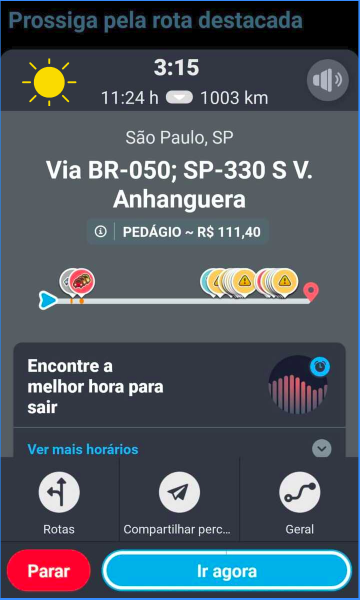 Prossiga pela rota destacada
3:15
11:24 h 1003 km
São Paulo, SP
Via BR-050; SP-330 S V.
Anhanguera
PEDÁGIO ~ R$ 111,40
Encontre a
melhor hora para
sair
Ver mais horários
Rotas
Compartilhar perc...
Geral
Parar
Ir agora